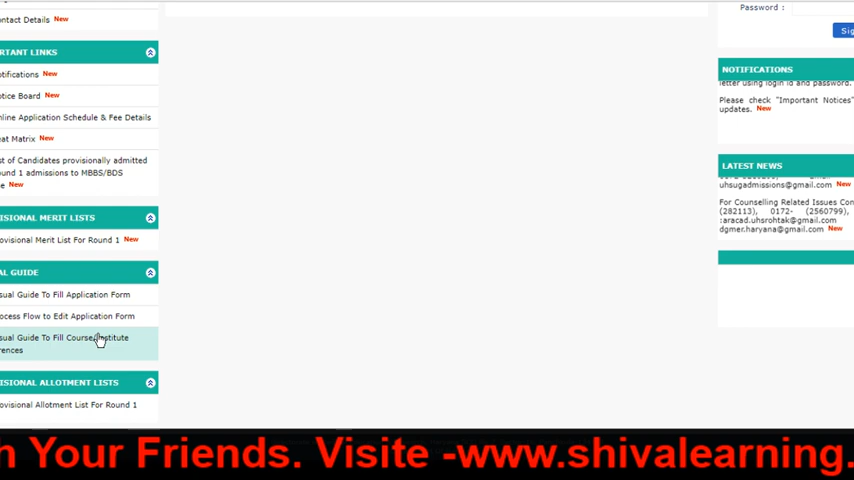 ontact Details New
RTANT LINKS
otifications New
otice Board New
nline Application Schedule & Fee Details
eat Matrix New
st of Candidates provisionally admitted
ound 1 admissions to MBBS/BDS
e New
ISIONAL MERIT LISTS
ovisional Merit List For Round 1 New
AL GUIDE
sual Guide To Fill Application Form
ocess Flow to Edit Application Form
sual Guide To Fill Course/Institute
rences
ISIONAL ALLOTMENT LISTS
ovisional Allotment List For Round 1
Password :
Sig
NOTIFICATIONS
letter using login id and password.
Please check "Important Notices"
updates. New
LATEST NEWS
uhsugadmissions@gmail.com New
For Counselling Related Issues Con
(282113), 0172- (2560799),
:aracad.uhsrohtak@gmail.com
dgmer.haryana@gmail.com New
h Your Friends. Visite -www.shivalearning.